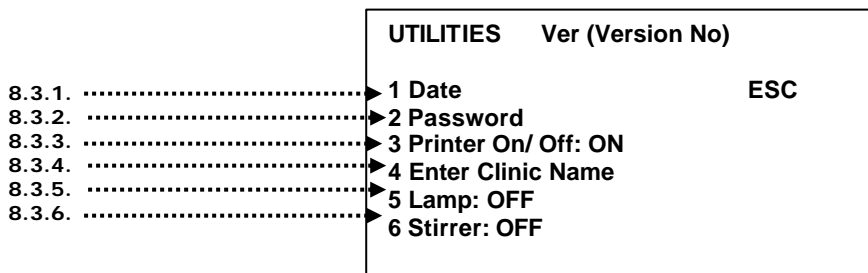 UTILITIES Ver (Version No)
8.3.1. 1 Date ESC
8.3.2. 2 Password
8.3.3. 3 Printer On/ Off: ON
8.3.4. 4 Enter Clinic Name
8.3.5. 5 Lamp: OFF
8.3.6. 6 Stirrer: OFF